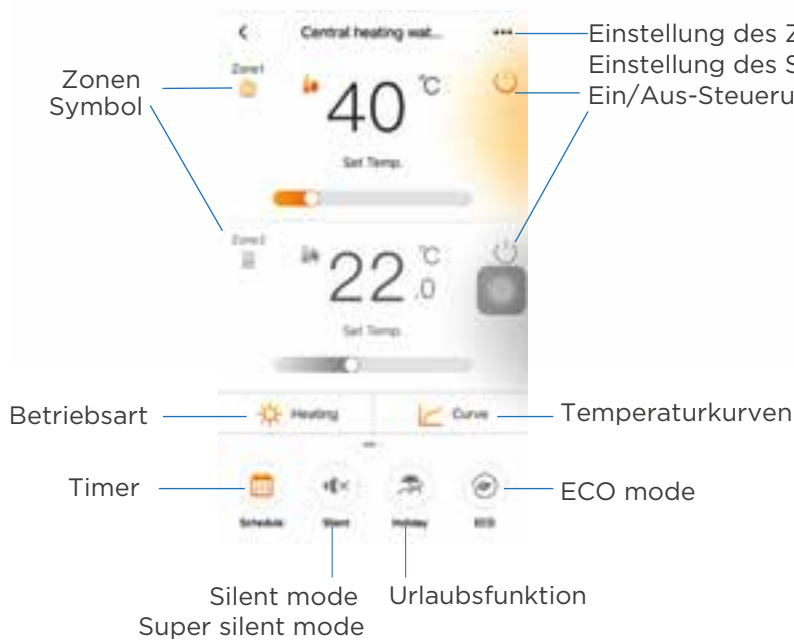 Central heating wat...
Einstellung des
Einstellung des
Ein/Aus-Steueru
Zonen
Symbol
Zone1
40 °C
Set Temp.
Zone2
22.0 °C
Set Temp.
Betriebsart
Heating
Curve
Temperaturkurven
Timer
ECO mode
Schedule
Silent
Holiday
ECO
Silent mode
Urlaubsfunktion
Super silent mode